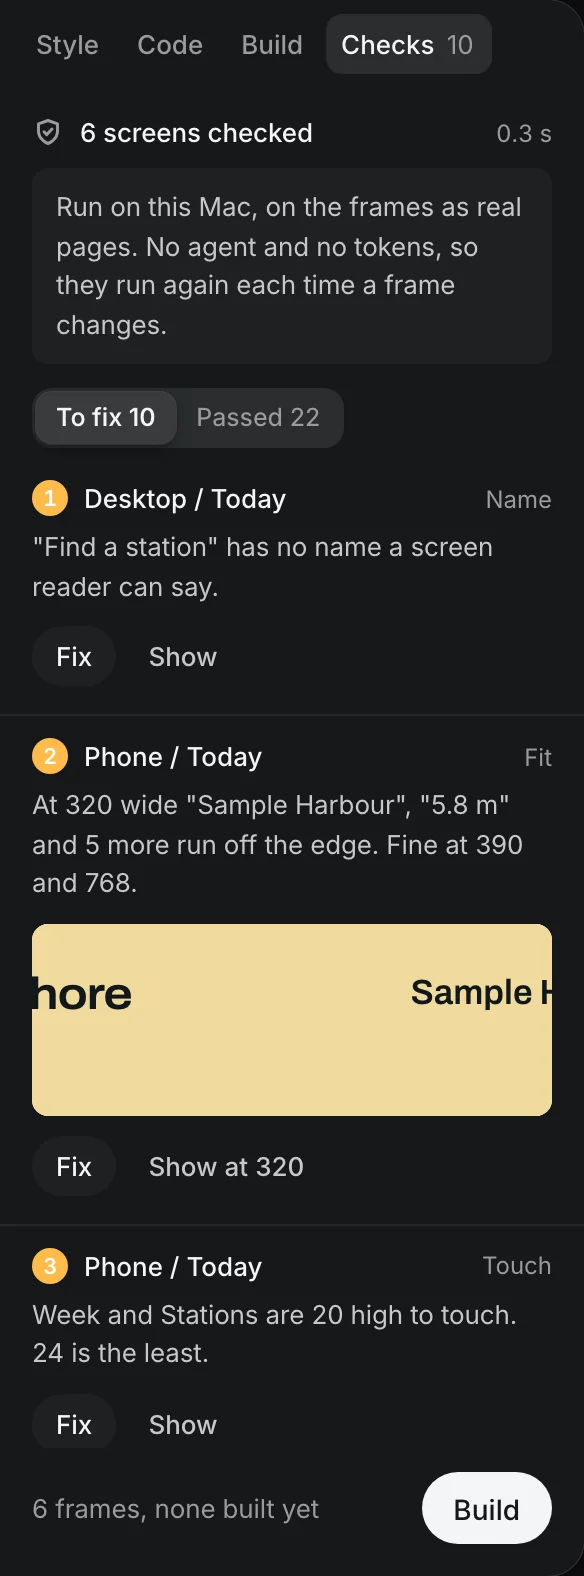 Style Code Build Checks 10
6 screens checked 0.3 s
Run on this Mac, on the frames as real
pages. No agent and no tokens, so
they run again each time a frame
changes.
To fix 10 Passed 22
1 Desktop / Today Name
"Find a station" has no name a screen
reader can say.
Fix Show
2 Phone / Today Fit
At 320 wide "Sample Harbour", "5.8 m"
and 5 more run off the edge. Fine at 390
and 768.
hore Sample H
Fix Show at 320
3 Phone / Today Touch
Week and Stations are 20 high to touch.
24 is the least.
Fix Show
6 frames, none built yet Build